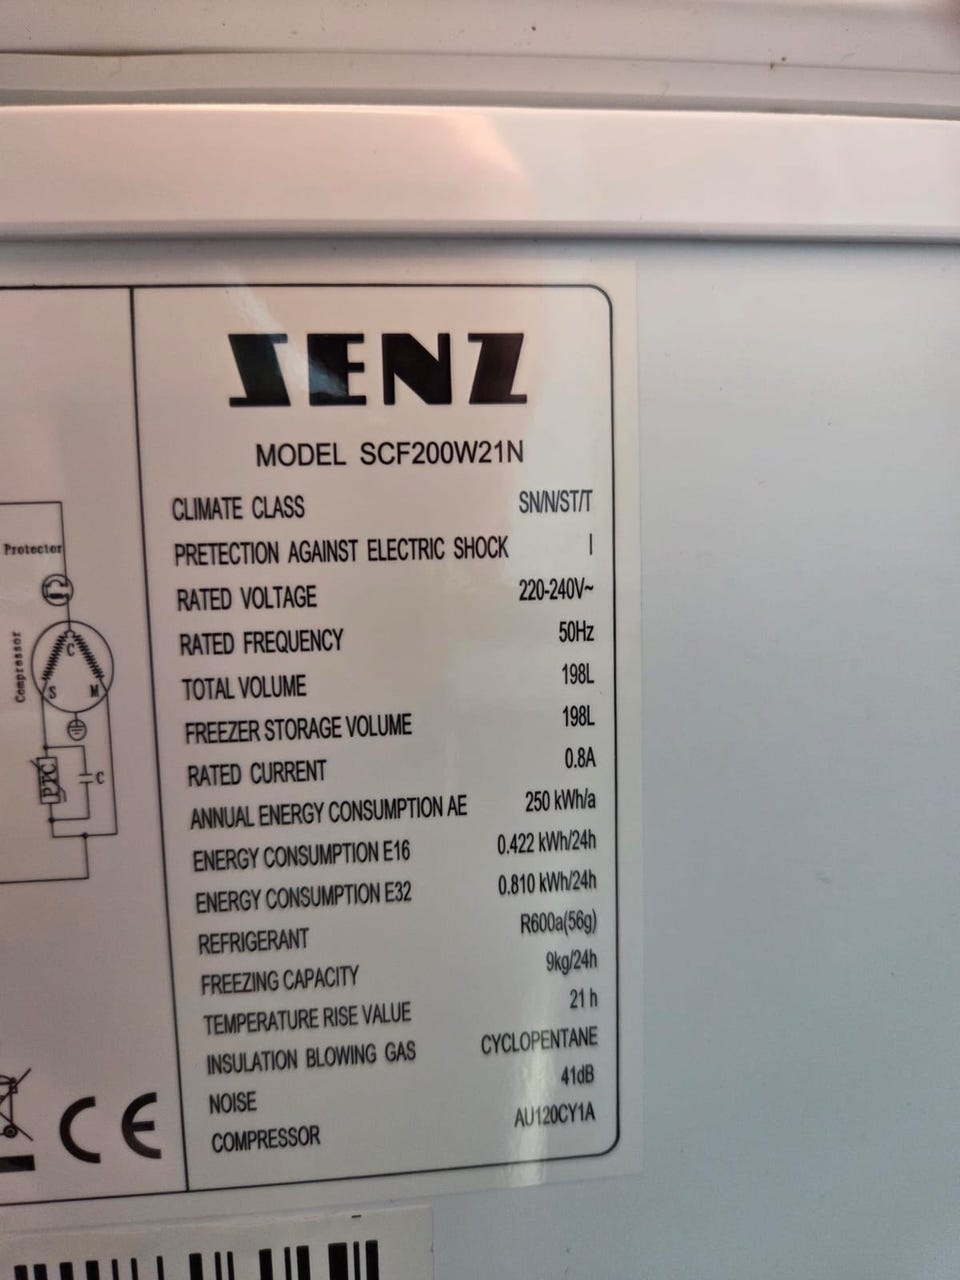 SENZ
MODEL SCF200W21N
CLIMATE CLASS SN/N/ST/T
PRETECTION AGAINST ELECTRIC SHOCK I
RATED VOLTAGE 220-240V~
RATED FREQUENCY 50Hz
TOTAL VOLUME 198L
FREEZER STORAGE VOLUME 198L
RATED CURRENT 0.8A
ANNUAL ENERGY CONSUMPTION AE 250 kWh/a
ENERGY CONSUMPTION E16 0.422 kWh/24h
ENERGY CONSUMPTION E32 0.810 kWh/24h
REFRIGERANT R600a(56g)
FREEZING CAPACITY 9kg/24h
TEMPERATURE RISE VALUE 21 h
INSULATION BLOWING GAS CYCLOPENTANE
NOISE 41dB
COMPRESSOR AU120CY1A
Protector
Compressor
C
S M
PTC
C
CE